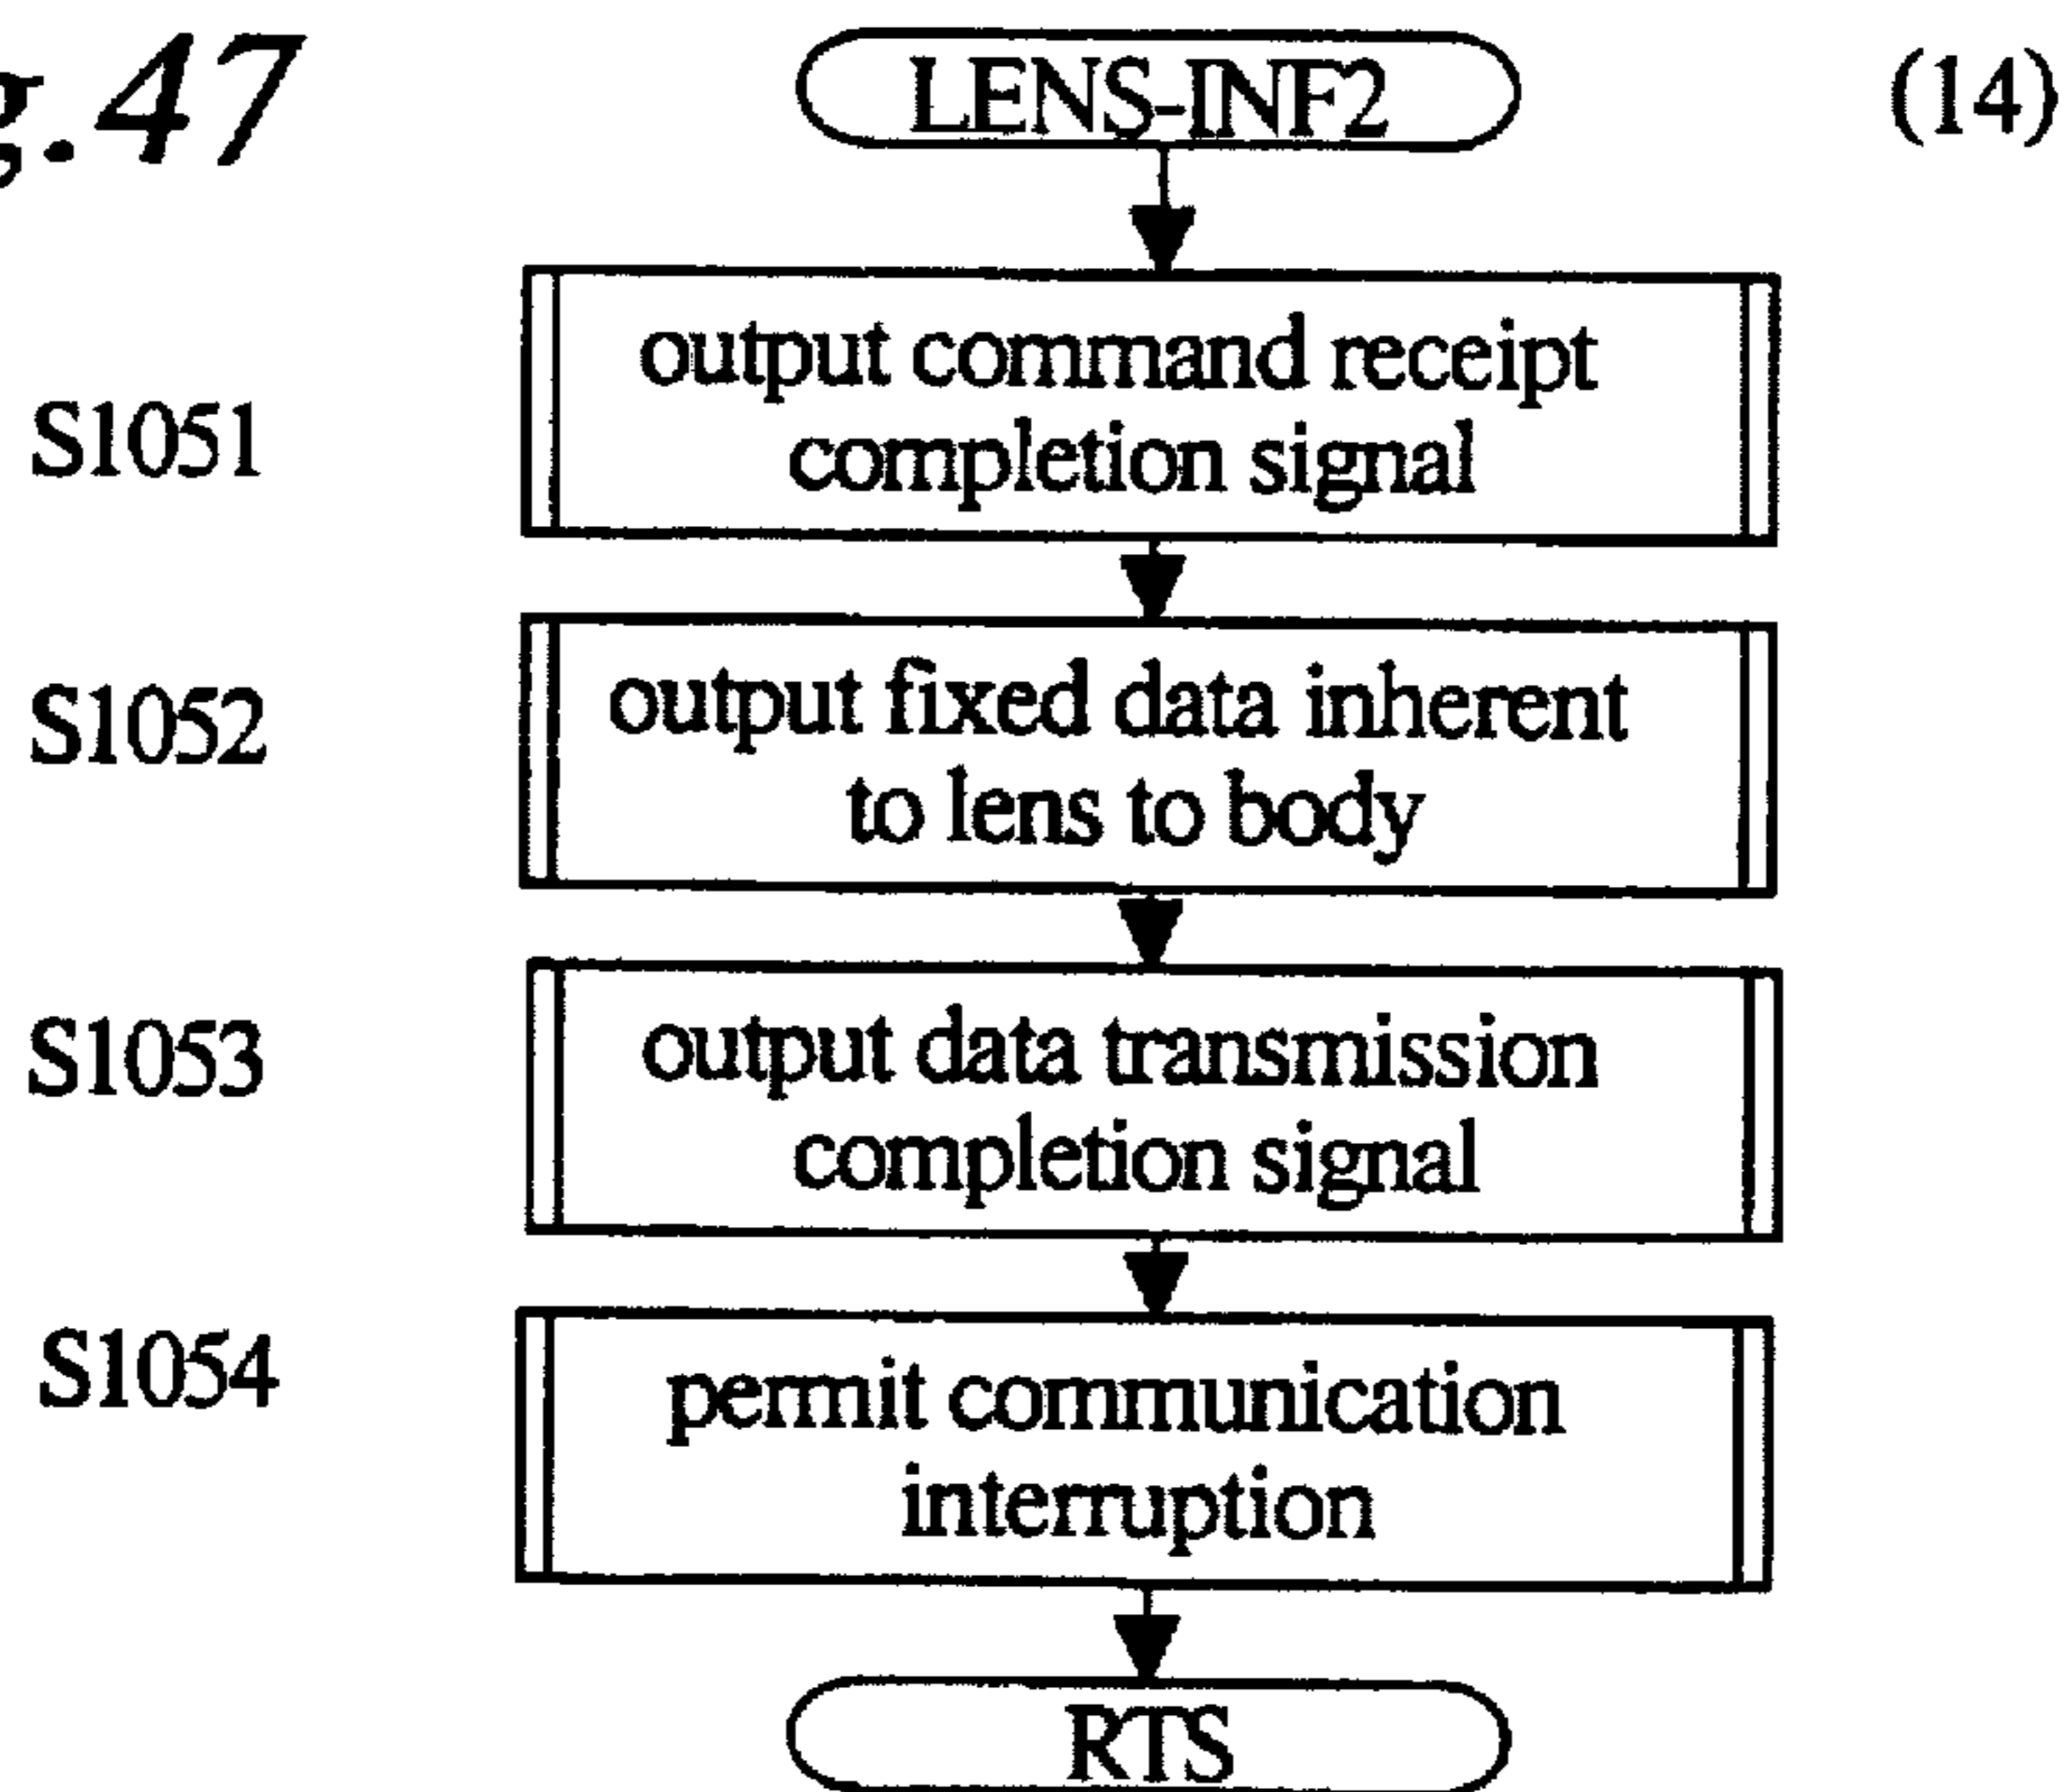 g.47
LENS-INF2
(14)
S1051
output command receipt
completion signal
S1052
output fixed data inherent
to lens to body
S1053
output data transmission
completion signal
S1054
permit communication
interruption
RTS